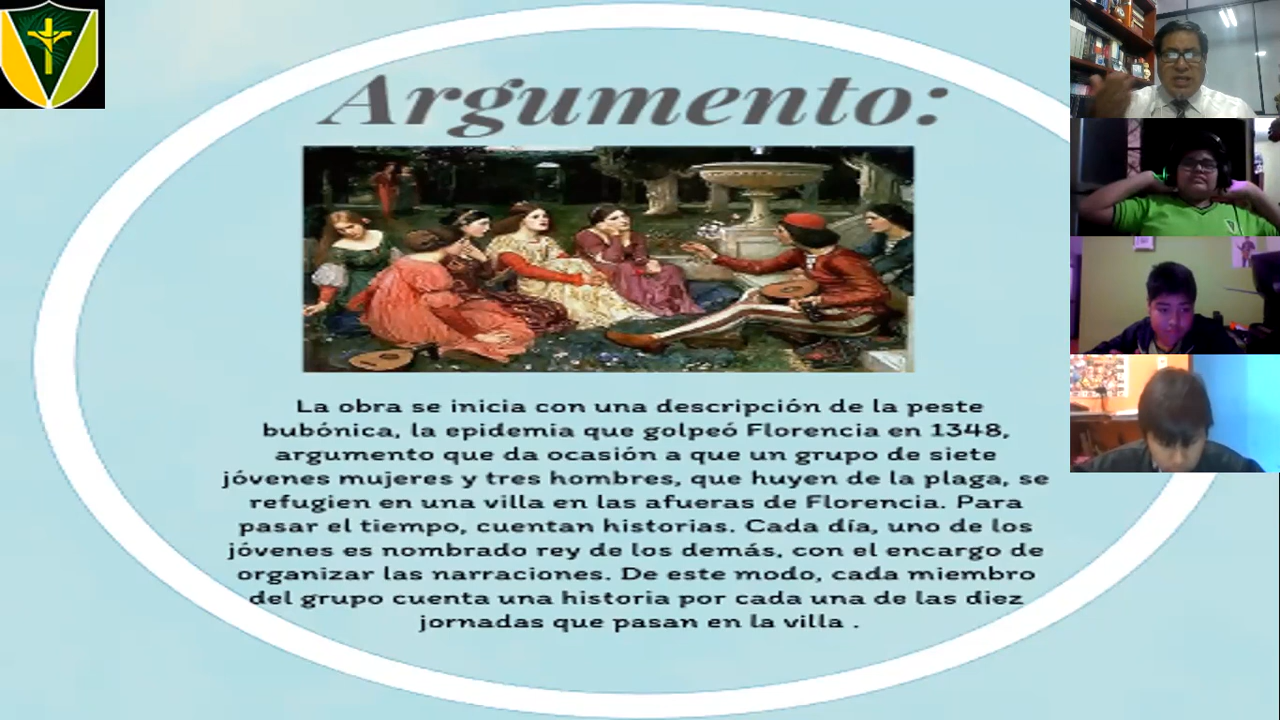 Argumento:
La obra se inicia con una descripción de la peste
bubónica, la epidemia que golpeó Florencia en 1348,
argumento que da ocasión a que un grupo de siete
jóvenes mujeres y tres hombres, que huyen de la plaga, se
refugien en una villa en las afueras de Florencia. Para
pasar el tiempo, cuentan historias. Cada día, uno de los
jóvenes es nombrado rey de los demás, con el encargo de
organizar las narraciones. De este modo, cada miembro
del grupo cuenta una historia por cada una de las diez
jornadas que pasan en la villa .